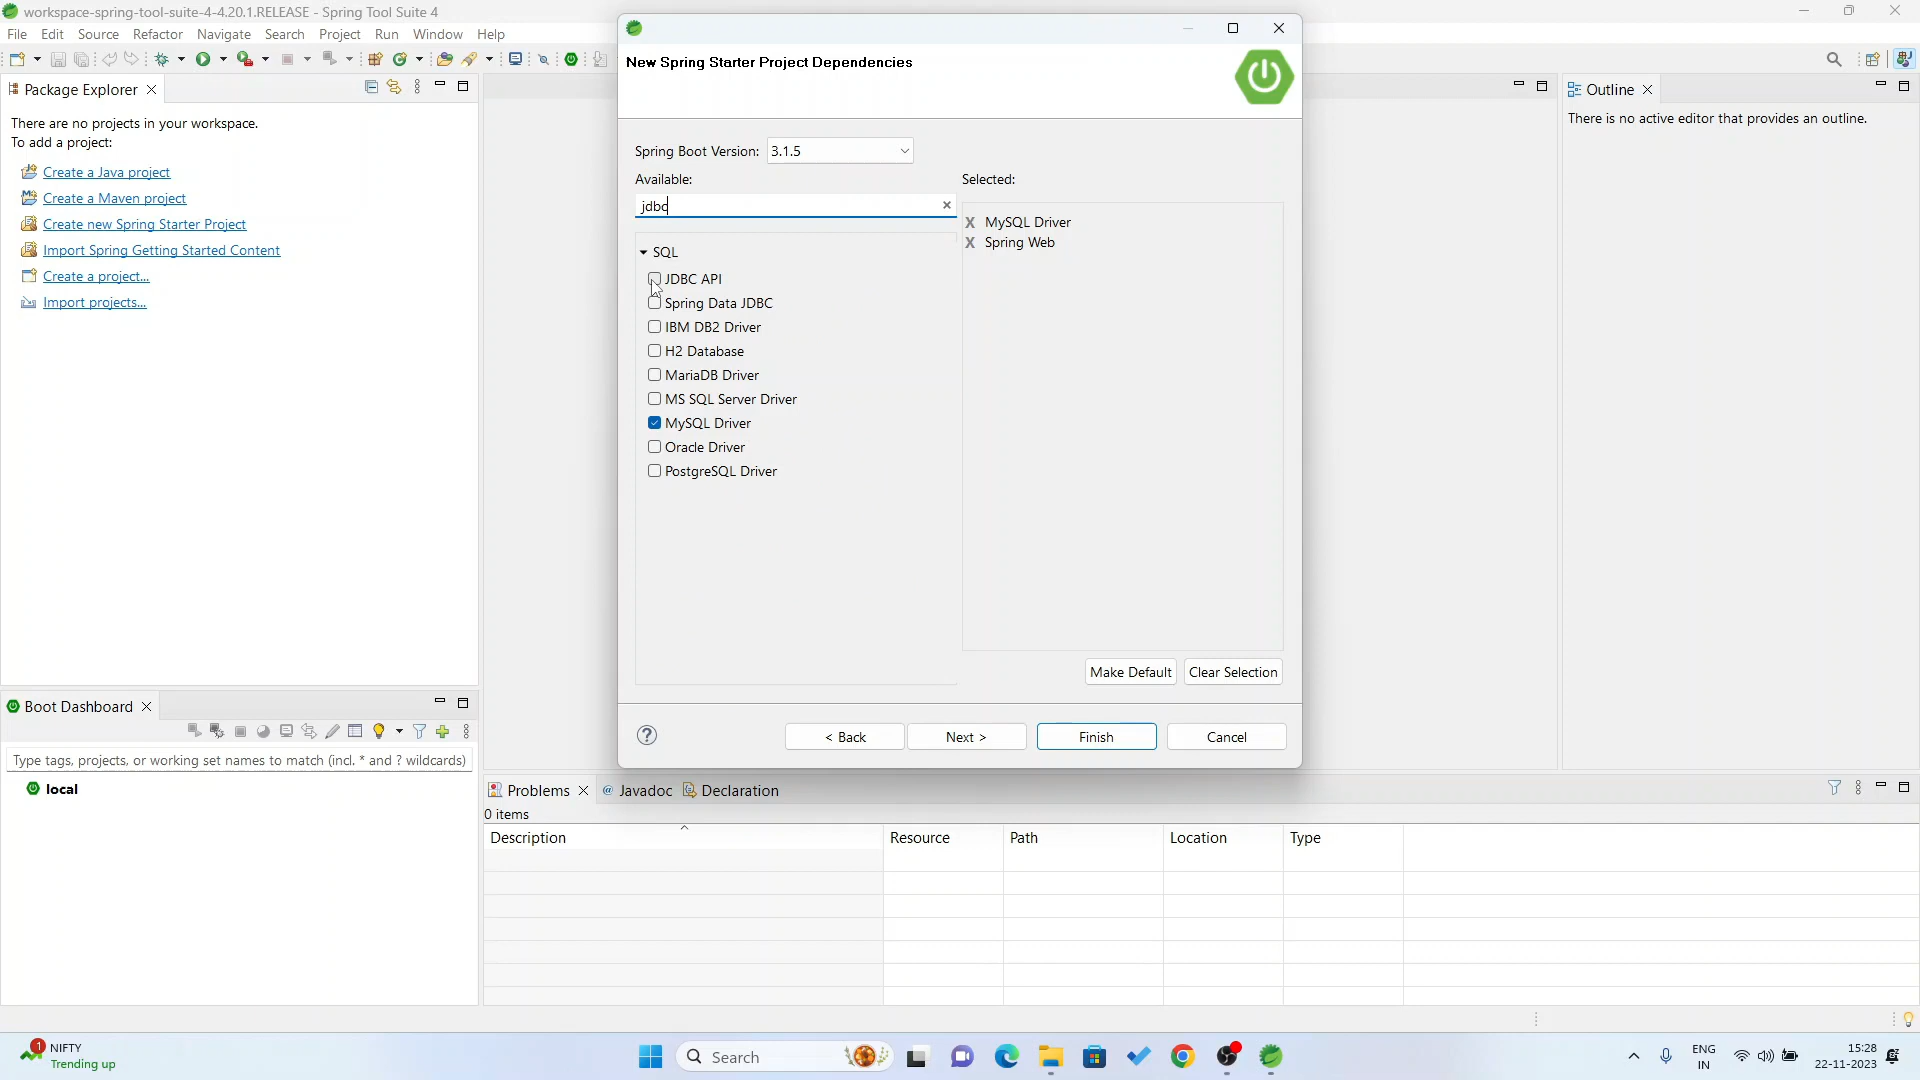 workspace-spring-tool-suite-4-4.20.1.RELEASE - Spring Tool Suite 4
File Edit Source Refactor Navigate Search Project Run Window Help
Package Explorer
There are no projects in your workspace.
To add a project:
Create a Java project
Create a Maven project
Create new Spring Starter Project
Import Spring Getting Started Content
Create a project...
Import projects...
New Spring Starter Project Dependencies
Spring Boot Version: 3.1.5
Available:
jdbc
SQL
JDBC API
Spring Data JDBC
IBM DB2 Driver
H2 Database
MariaDB Driver
MS SQL Server Driver
MySQL Driver
Oracle Driver
PostgreSQL Driver
Selected:
X MySQL Driver
X Spring Web
Make Default Clear Selection
? < Back Next > Finish Cancel
Outline
There is no active editor that provides an outline.
Boot Dashboard
Type tags, projects, or working set names to match (incl. * and ? wildcards)
local
Problems @ Javadoc Declaration
0 items
Description Resource Path Location Type
1 NIFTY
Trending up
Search
ENG
IN
15:28
22-11-2023